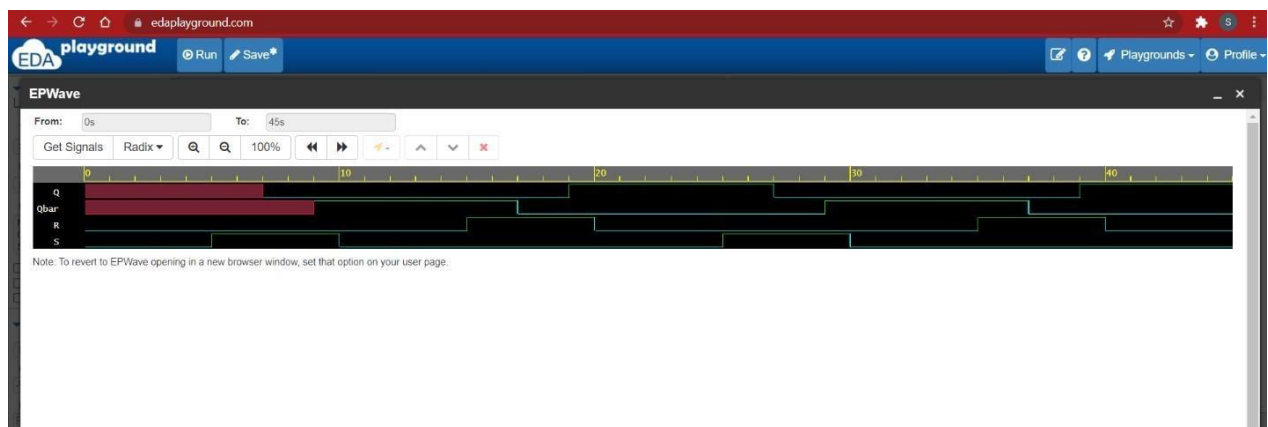 edaplayground.com
S
EDA playground Run Save*
Playgrounds Profile
EPWave
From: 0s To: 45s
Get Signals Radix 100%
0 10 20 30 40
Q
Qbar
R
S
Note: To revert to EPWave opening in a new browser window, set that option on your user page.